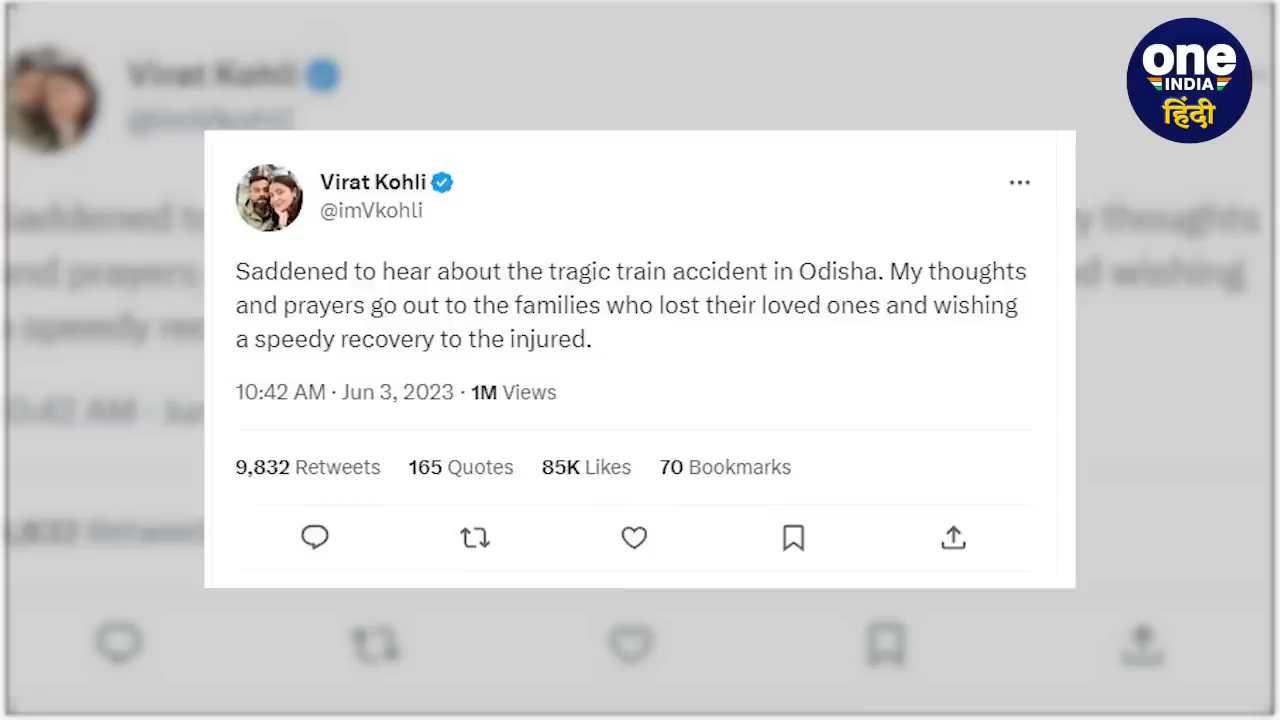 one
INDIA
हिंदी
Virat Kohli
@imVkohli
Saddened to hear about the tragic train accident in Odisha. My thoughts
and prayers go out to the families who lost their loved ones and wishing
a speedy recovery to the injured.
10:42 AM · Jun 3, 2023 · 1M Views
9,832 Retweets 165 Quotes 85K Likes 70 Bookmarks